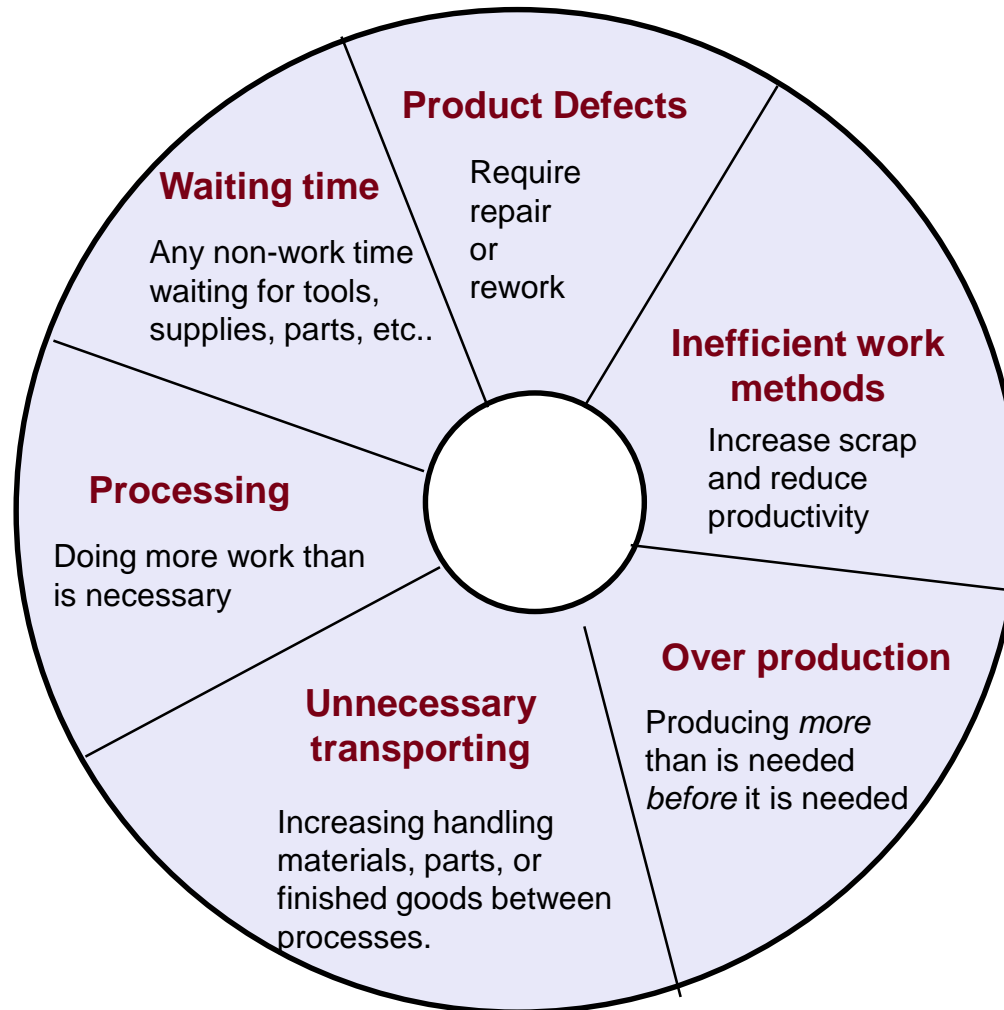 Product Defects
Require
repair
or
rework
Inefficient work
methods
Increase scrap
and reduce
productivity
Over production
Producing more
than is needed
before it is needed
Unnecessary
transporting
Increasing handling
materials, parts, or
finished goods between
processes.
Processing
Doing more work than
is necessary
Waiting time
Any non-work time
waiting for tools,
supplies, parts, etc..